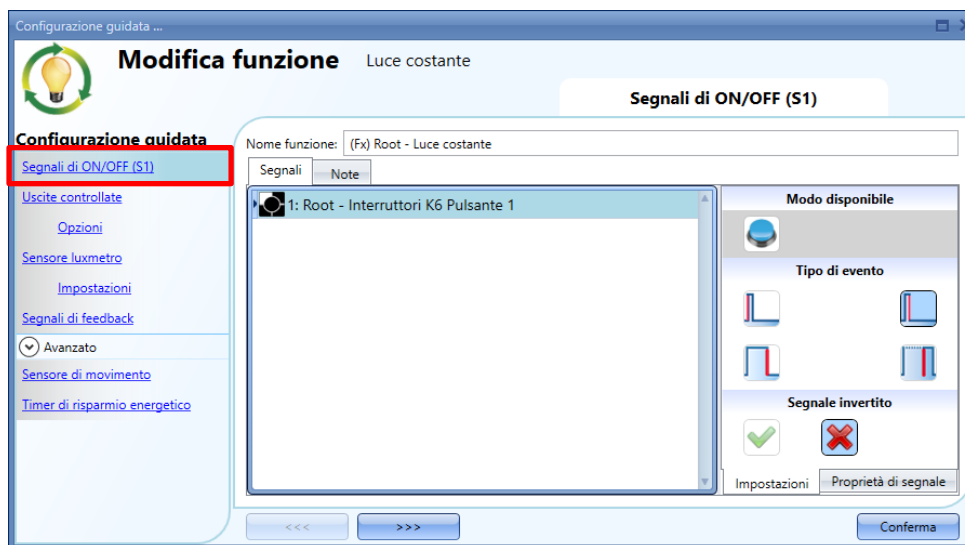 Configurazione guidata ...
Modifica funzione Luce costante
Segnali di ON/OFF (S1)
Configurazione guidata
Segnali di ON/OFF (S1)
Uscite controllate
Opzioni
Sensore luxmetro
Impostazioni
Segnali di feedback
Avanzato
Sensore di movimento
Timer di risparmio energetico
Nome funzione: (Fx) Root - Luce costante
Segnali Note
1: Root - Interruttori K6 Pulsante 1
Modo disponibile
Tipo di evento
Segnale invertito
Impostazioni Proprietà di segnale
<<< >>> Conferma